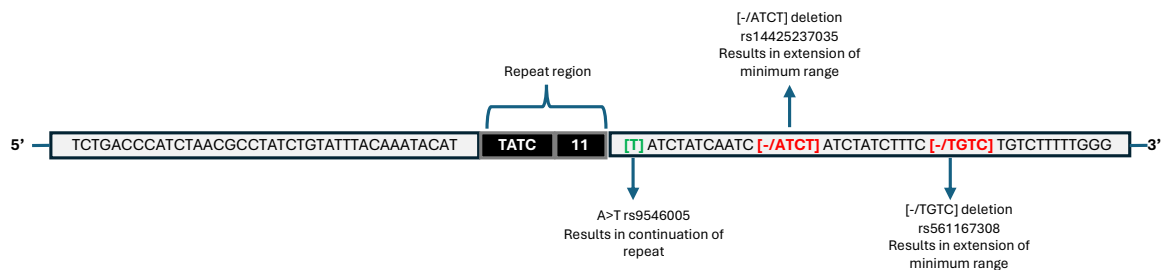 [-/ATCT] deletion
rs14425237035
Results in extension of
minimum range
Repeat region
5’ TCTGACCCATCTAACGCCTATCTGTATTTACAAATACAT TATC 11 [T] ATCTATCAATC [-/ATCT] ATCTATCTTTC [-/TGTC] TGTCTTTTTGGG 3’
A>T rs9546005
Results in continuation of
repeat
[-/TGTC] deletion
rs561167308
Results in extension of
minimum range